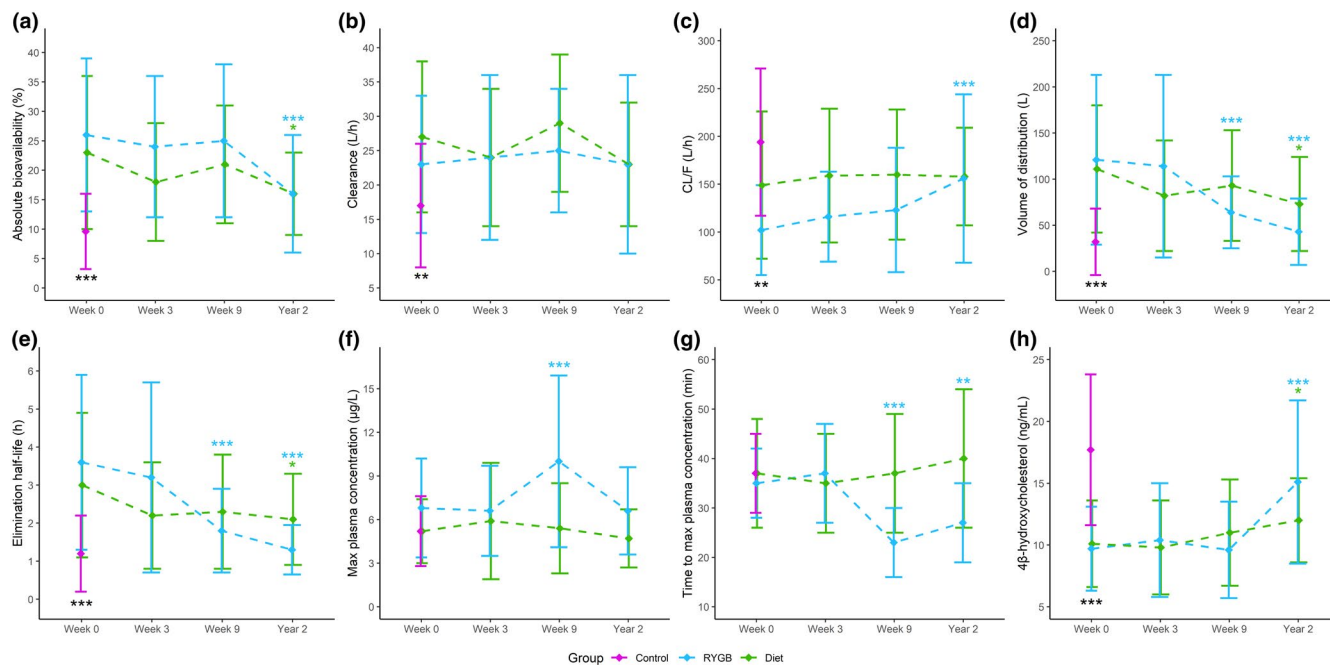 (a)
Absolute bioavailability (%)
40
35
30
25
20
15
10
5
0
***
***
*
Week 0 Week 3 Week 9 Year 2
(b)
Clearance (L/h)
40
35
30
25
20
15
10
5
**
Week 0 Week 3 Week 9 Year 2
(c)
CL/F (L/h)
300
250
200
150
100
50
**
***
Week 0 Week 3 Week 9 Year 2
(d)
Volume of distribution (L)
250
200
150
100
50
0
***
***
***
*
Week 0 Week 3 Week 9 Year 2
(e)
Elimination half-life (h)
6
5
4
3
2
1
0
***
***
***
*
Week 0 Week 3 Week 9 Year 2
(f)
Max plasma concentration (µg/L)
15
12
9
6
3
0
***
Week 0 Week 3 Week 9 Year 2
(g)
Time to max plasma concentration (min)
60
50
40
30
20
10
***
**
Week 0 Week 3 Week 9 Year 2
(h)
4β-hydroxycholesterol (ng/mL)
25
20
15
10
5
***
***
*
Week 0 Week 3 Week 9 Year 2
Group Control RYGB Diet